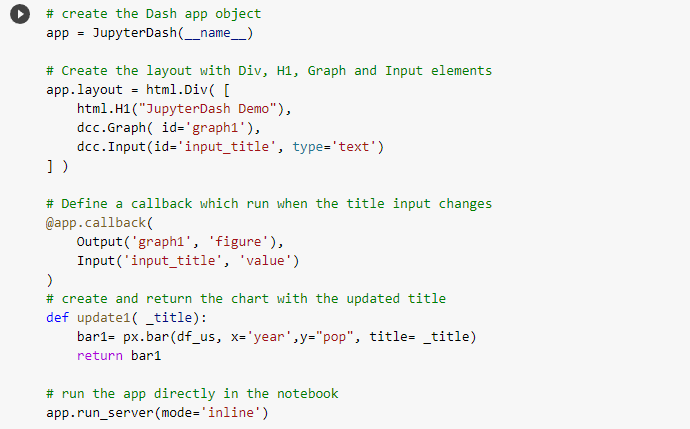 # create the Dash app object
app = JupyterDash(__name__)
# Create the layout with Div, H1, Graph and Input elements
app.layout = html.Div( [
    html.H1("JupyterDash Demo"),
    dcc.Graph( id='graph1'),
    dcc.Input(id='input_title', type='text')
] )
# Define a callback which run when the title input changes
@app.callback(
    Output('graph1', 'figure'),
    Input('input_title', 'value')
)
# create and return the chart with the updated title
def update1( _title):
    bar1= px.bar(df_us, x='year',y="pop", title= _title)
    return bar1
# run the app directly in the notebook
app.run_server(mode='inline')